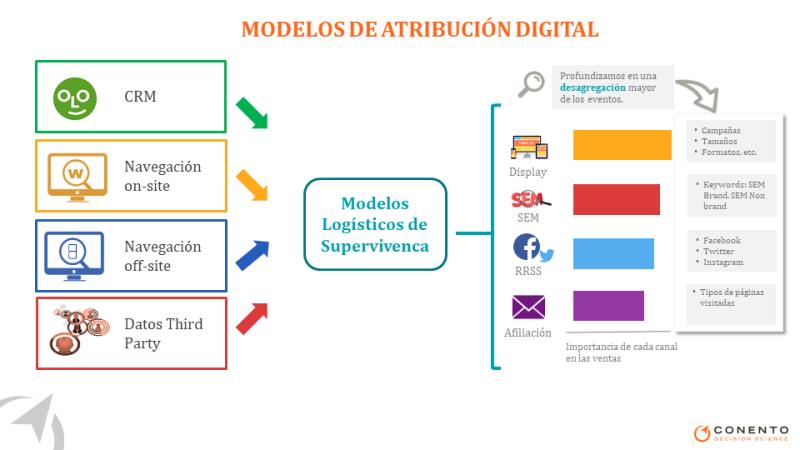 MODELOS DE ATRIBUCIÓN DIGITAL
CRM
Navegación
on-site
Navegación
off-site
Datos Third
Party
W
Modelos
Logísticos de
Supervivenca
Profundizamos en una
desagregación mayor
de los eventos.
Display
SEM
SEM
RRSS
Afiliación
Importancia de cada canal
en las ventas
• Campañas
• Tamaños
• Formatos. etc.
• Keywords: SEM
Brand, SEM Non
brand
• Facebook
• Twitter
• Instagram
• Tipos de páginas
visitadas
CONENTO
DECISION SCIENCE